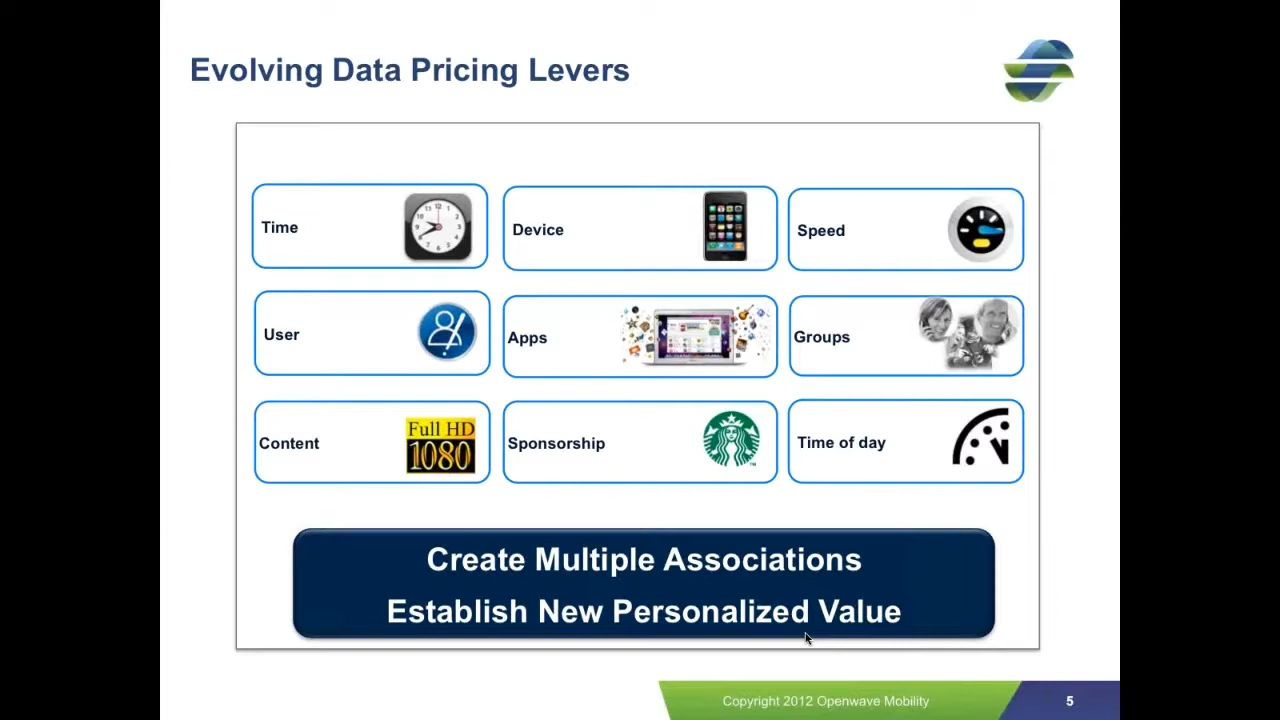 Evolving Data Pricing Levers
Time
Device
Speed
User
Apps
Groups
Content
Full HD
1080
Sponsorship
Time of day
Create Multiple Associations
Establish New Personalized Value
Copyright 2012 Openwave Mobility
5